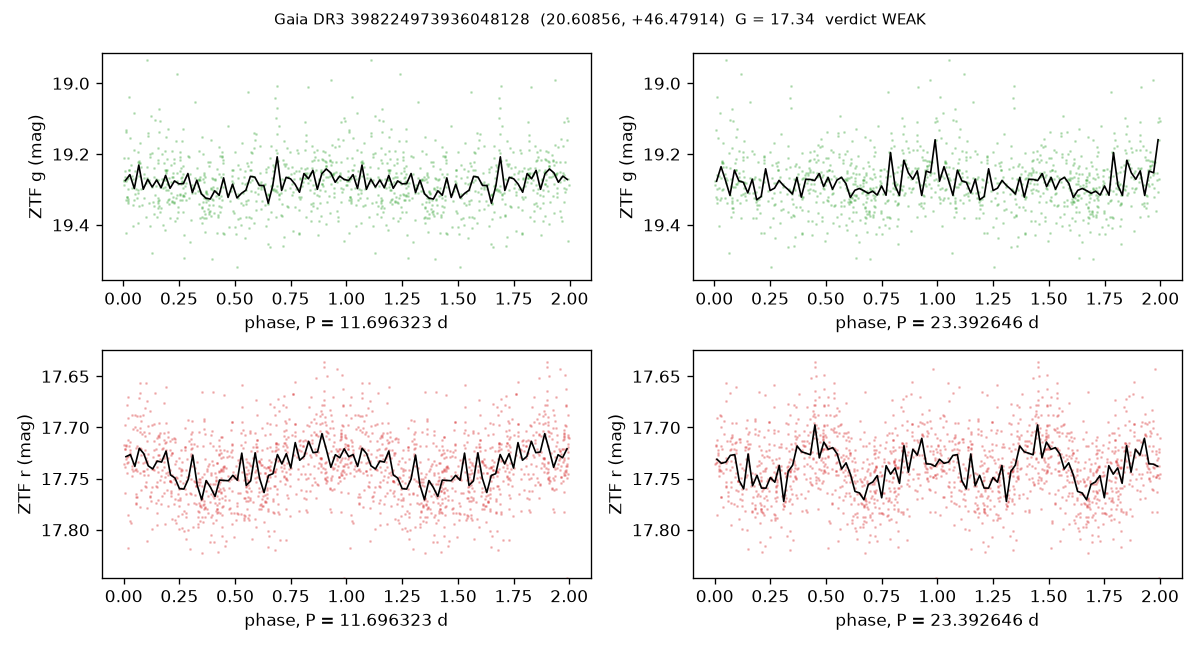 Gaia DR3 398224973936048128 (20.60856, +46.47914) G = 17.34 verdict WEAK
ZTF g (mag)
19.0
19.2
19.4
0.00 0.25 0.50 0.75 1.00 1.25 1.50 1.75 2.00
phase, P = 11.696323 d
ZTF g (mag)
19.0
19.2
19.4
0.00 0.25 0.50 0.75 1.00 1.25 1.50 1.75 2.00
phase, P = 23.392646 d
ZTF r (mag)
17.65
17.70
17.75
17.80
0.00 0.25 0.50 0.75 1.00 1.25 1.50 1.75 2.00
phase, P = 11.696323 d
ZTF r (mag)
17.65
17.70
17.75
17.80
0.00 0.25 0.50 0.75 1.00 1.25 1.50 1.75 2.00
phase, P = 23.392646 d